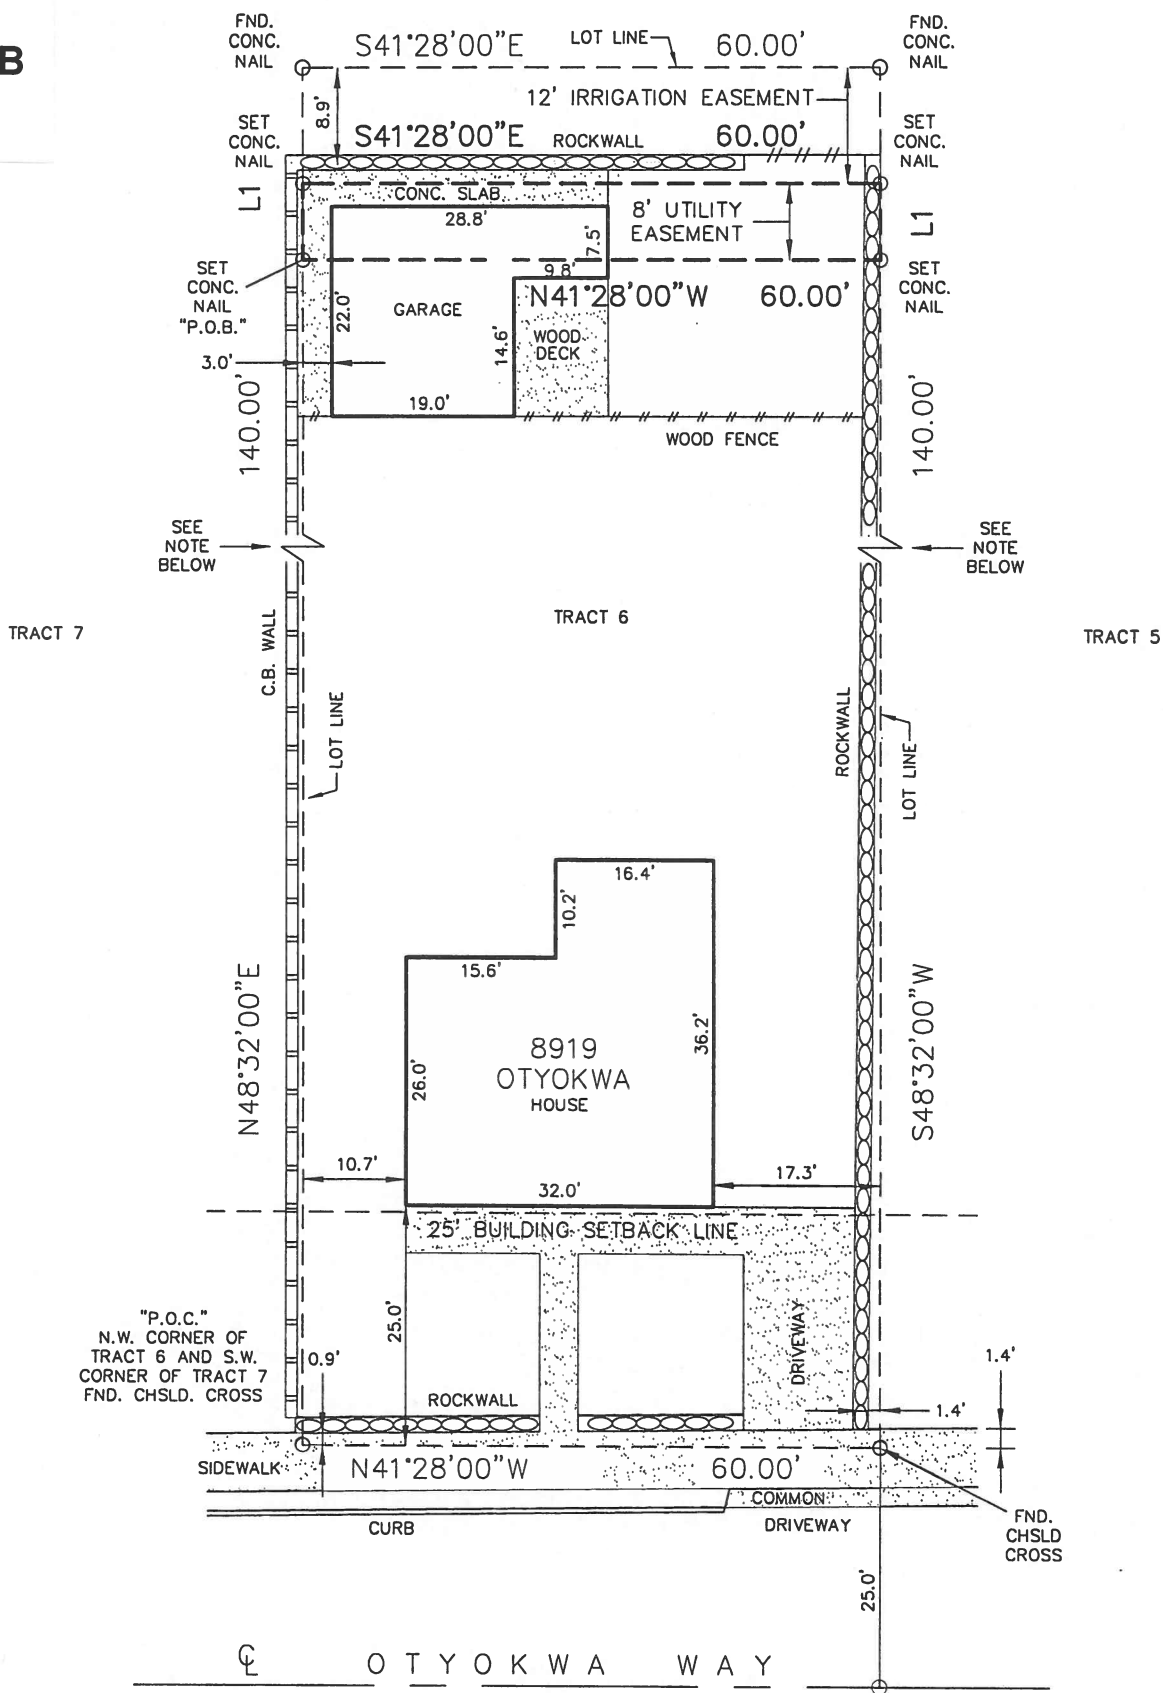 B
FND.
CONC.
NAIL
S41°28'00"E
LOT LINE
60.00'
FND.
CONC.
NAIL
8.9'
12' IRRIGATION EASEMENT
SET
CONC.
NAIL
S41°28'00"E
ROCKWALL
60.00'
SET
CONC.
NAIL
L1
CONC. SLAB
28.8'
7.5'
8' UTILITY
EASEMENT
L1
SET
CONC.
NAIL
"P.O.B."
9.8'
N41°28'00"W
60.00'
SET
CONC.
NAIL
22.0'
GARAGE
14.6'
WOOD
DECK
3.0'
19.0'
140.00'
WOOD FENCE
140.00'
SEE
NOTE
BELOW
SEE
NOTE
BELOW
TRACT 7
C.B. WALL
TRACT 6
TRACT 5
LOT LINE
ROCKWALL
LOT LINE
16.4'
10.2'
15.6'
N48°32'00"E
26.0'
8919
OTYOKWA
HOUSE
36.2'
S48°32'00"W
10.7'
32.0'
17.3'
25' BUILDING SETBACK LINE
"P.O.C."
N.W. CORNER OF
TRACT 6 AND S.W.
CORNER OF TRACT 7
FND. CHSLD. CROSS
0.9'
25.0'
DRIVEWAY
1.4'
ROCKWALL
1.4'
SIDEWALK
N41°28'00"W
60.00'
COMMON
DRIVEWAY
CURB
FND.
CHSLD
CROSS
25.0'
℄
OTYOKWA WAY